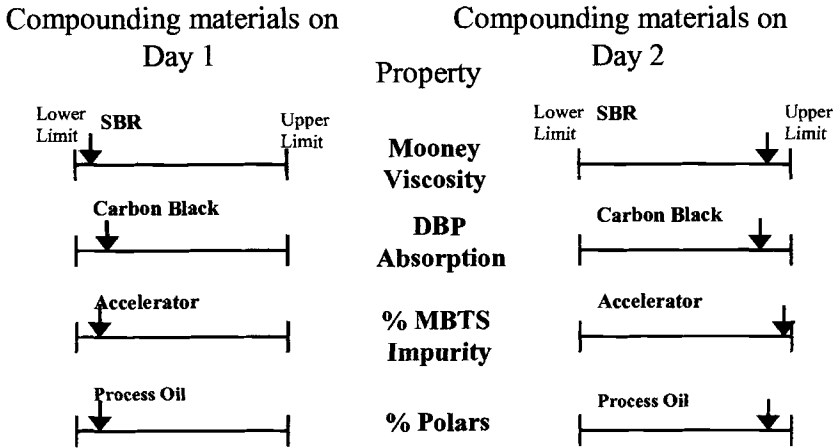 Compounding materials on
Day 1
Compounding materials on
Day 2
Property
Lower
Limit
SBR
Upper
Limit
Mooney
Viscosity
Lower
Limit
SBR
Upper
Limit
Carbon Black
DBP
Absorption
Carbon Black
Accelerator
% MBTS
Impurity
Accelerator
Process Oil
% Polars
Process Oil